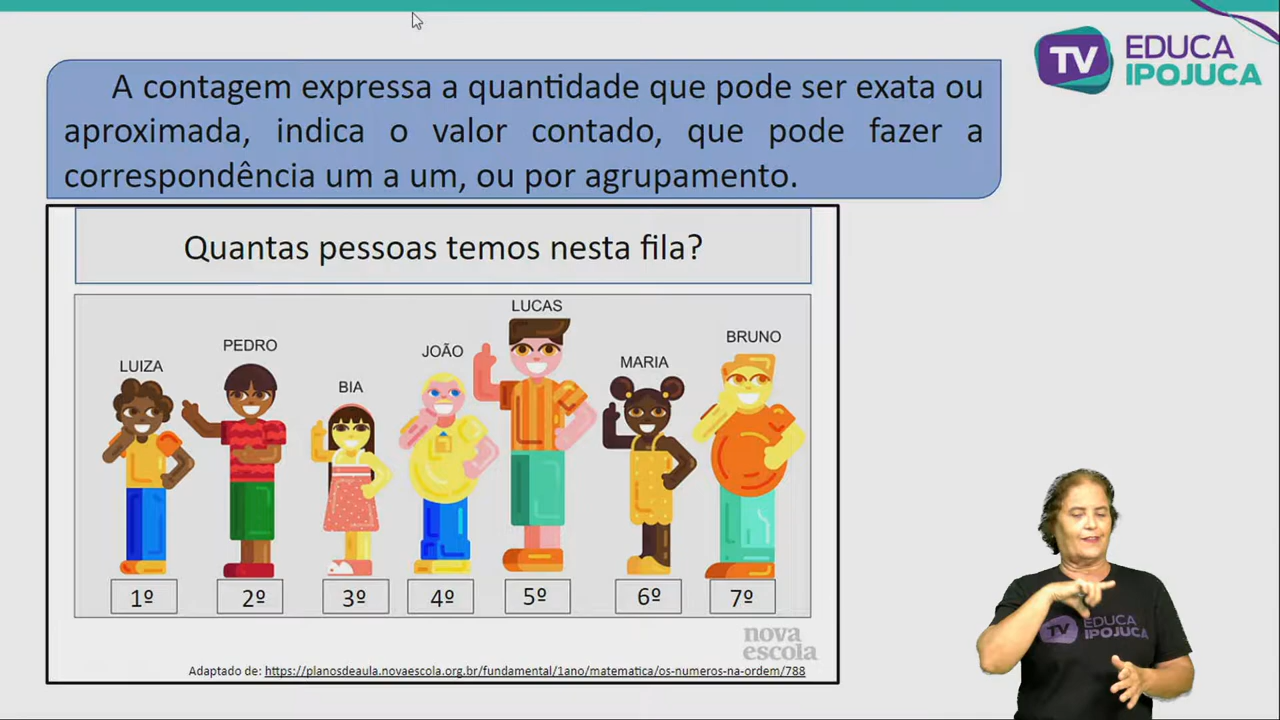 TV EDUCA
IPOJUCA
A contagem expressa a quantidade que pode ser exata ou
aproximada, indica o valor contado, que pode fazer a
correspondência um a um, ou por agrupamento.
Quantas pessoas temos nesta fila?
LUIZA
PEDRO
BIA
JOÃO
LUCAS
MARIA
BRUNO
1º
2º
3º
4º
5º
6º
7º
nova
escola
Adaptado de: https://planosdeaula.novaescola.org.br/fundamental/1ano/matematica/os-numeros-na-ordem/788
TV EDUCA
IPOJUCA